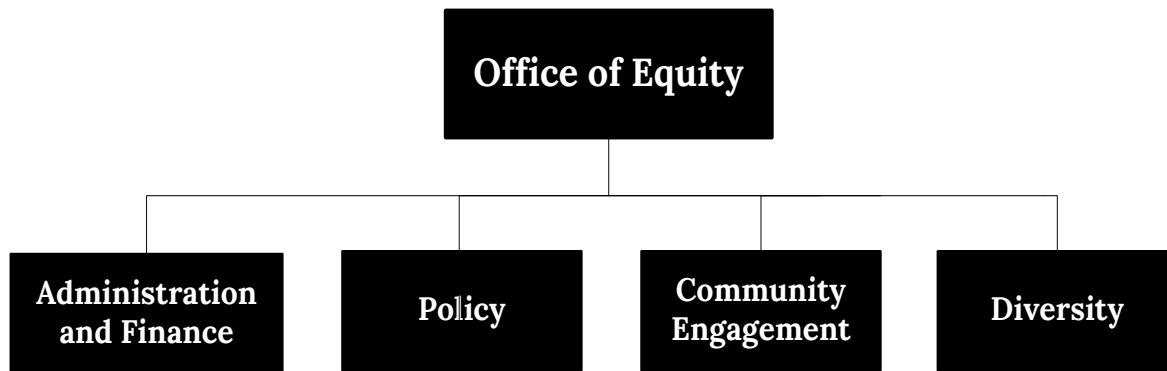 Office of Equity
Administration
and Finance
Policy
Community
Engagement
Diversity